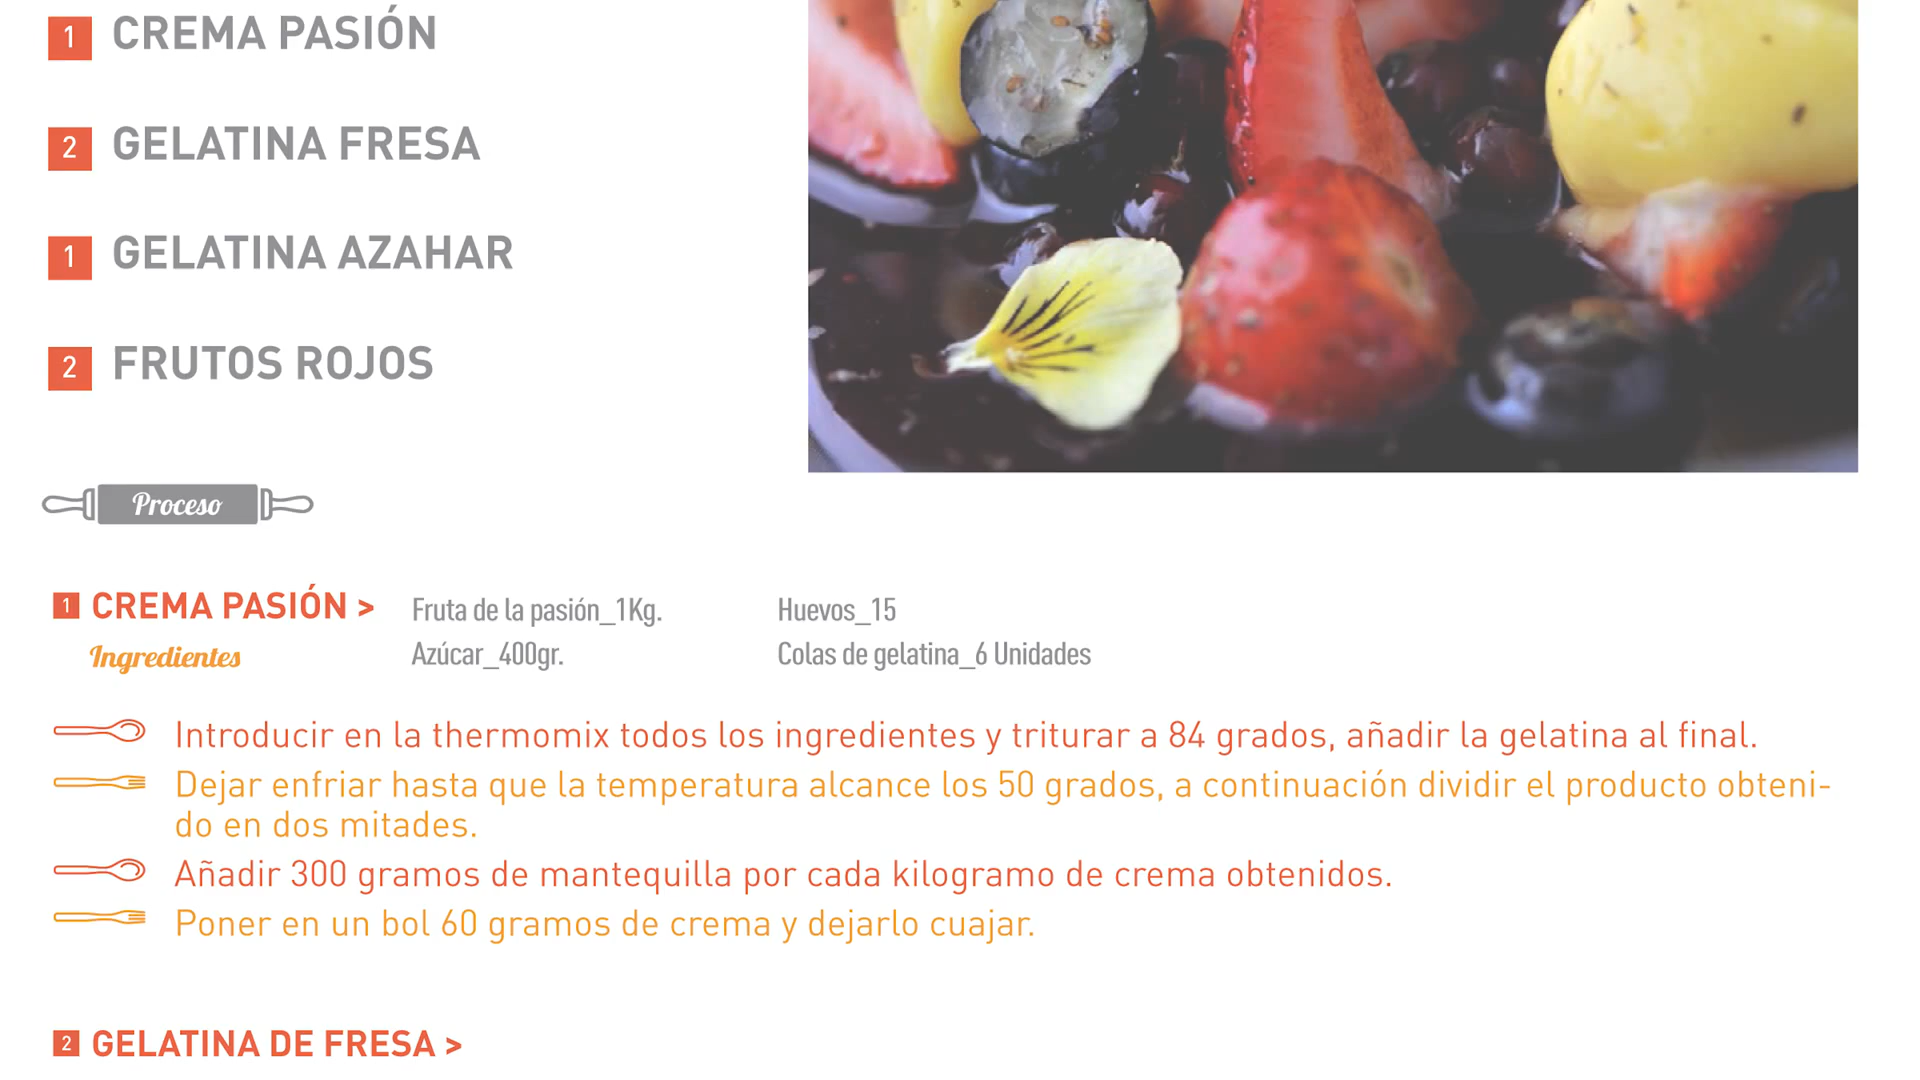 1 CREMA PASIÓN
2 GELATINA FRESA
1 GELATINA AZAHAR
2 FRUTOS ROJOS
Proceso
1 CREMA PASIÓN > Fruta de la pasión_1Kg. Huevos_15
Ingredientes Azúcar_400gr. Colas de gelatina_6 Unidades
Introducir en la thermomix todos los ingredientes y triturar a 84 grados, añadir la gelatina al final.
Dejar enfriar hasta que la temperatura alcance los 50 grados, a continuación dividir el producto obteni-
do en dos mitades.
Añadir 300 gramos de mantequilla por cada kilogramo de crema obtenidos.
Poner en un bol 60 gramos de crema y dejarlo cuajar.
2 GELATINA DE FRESA >